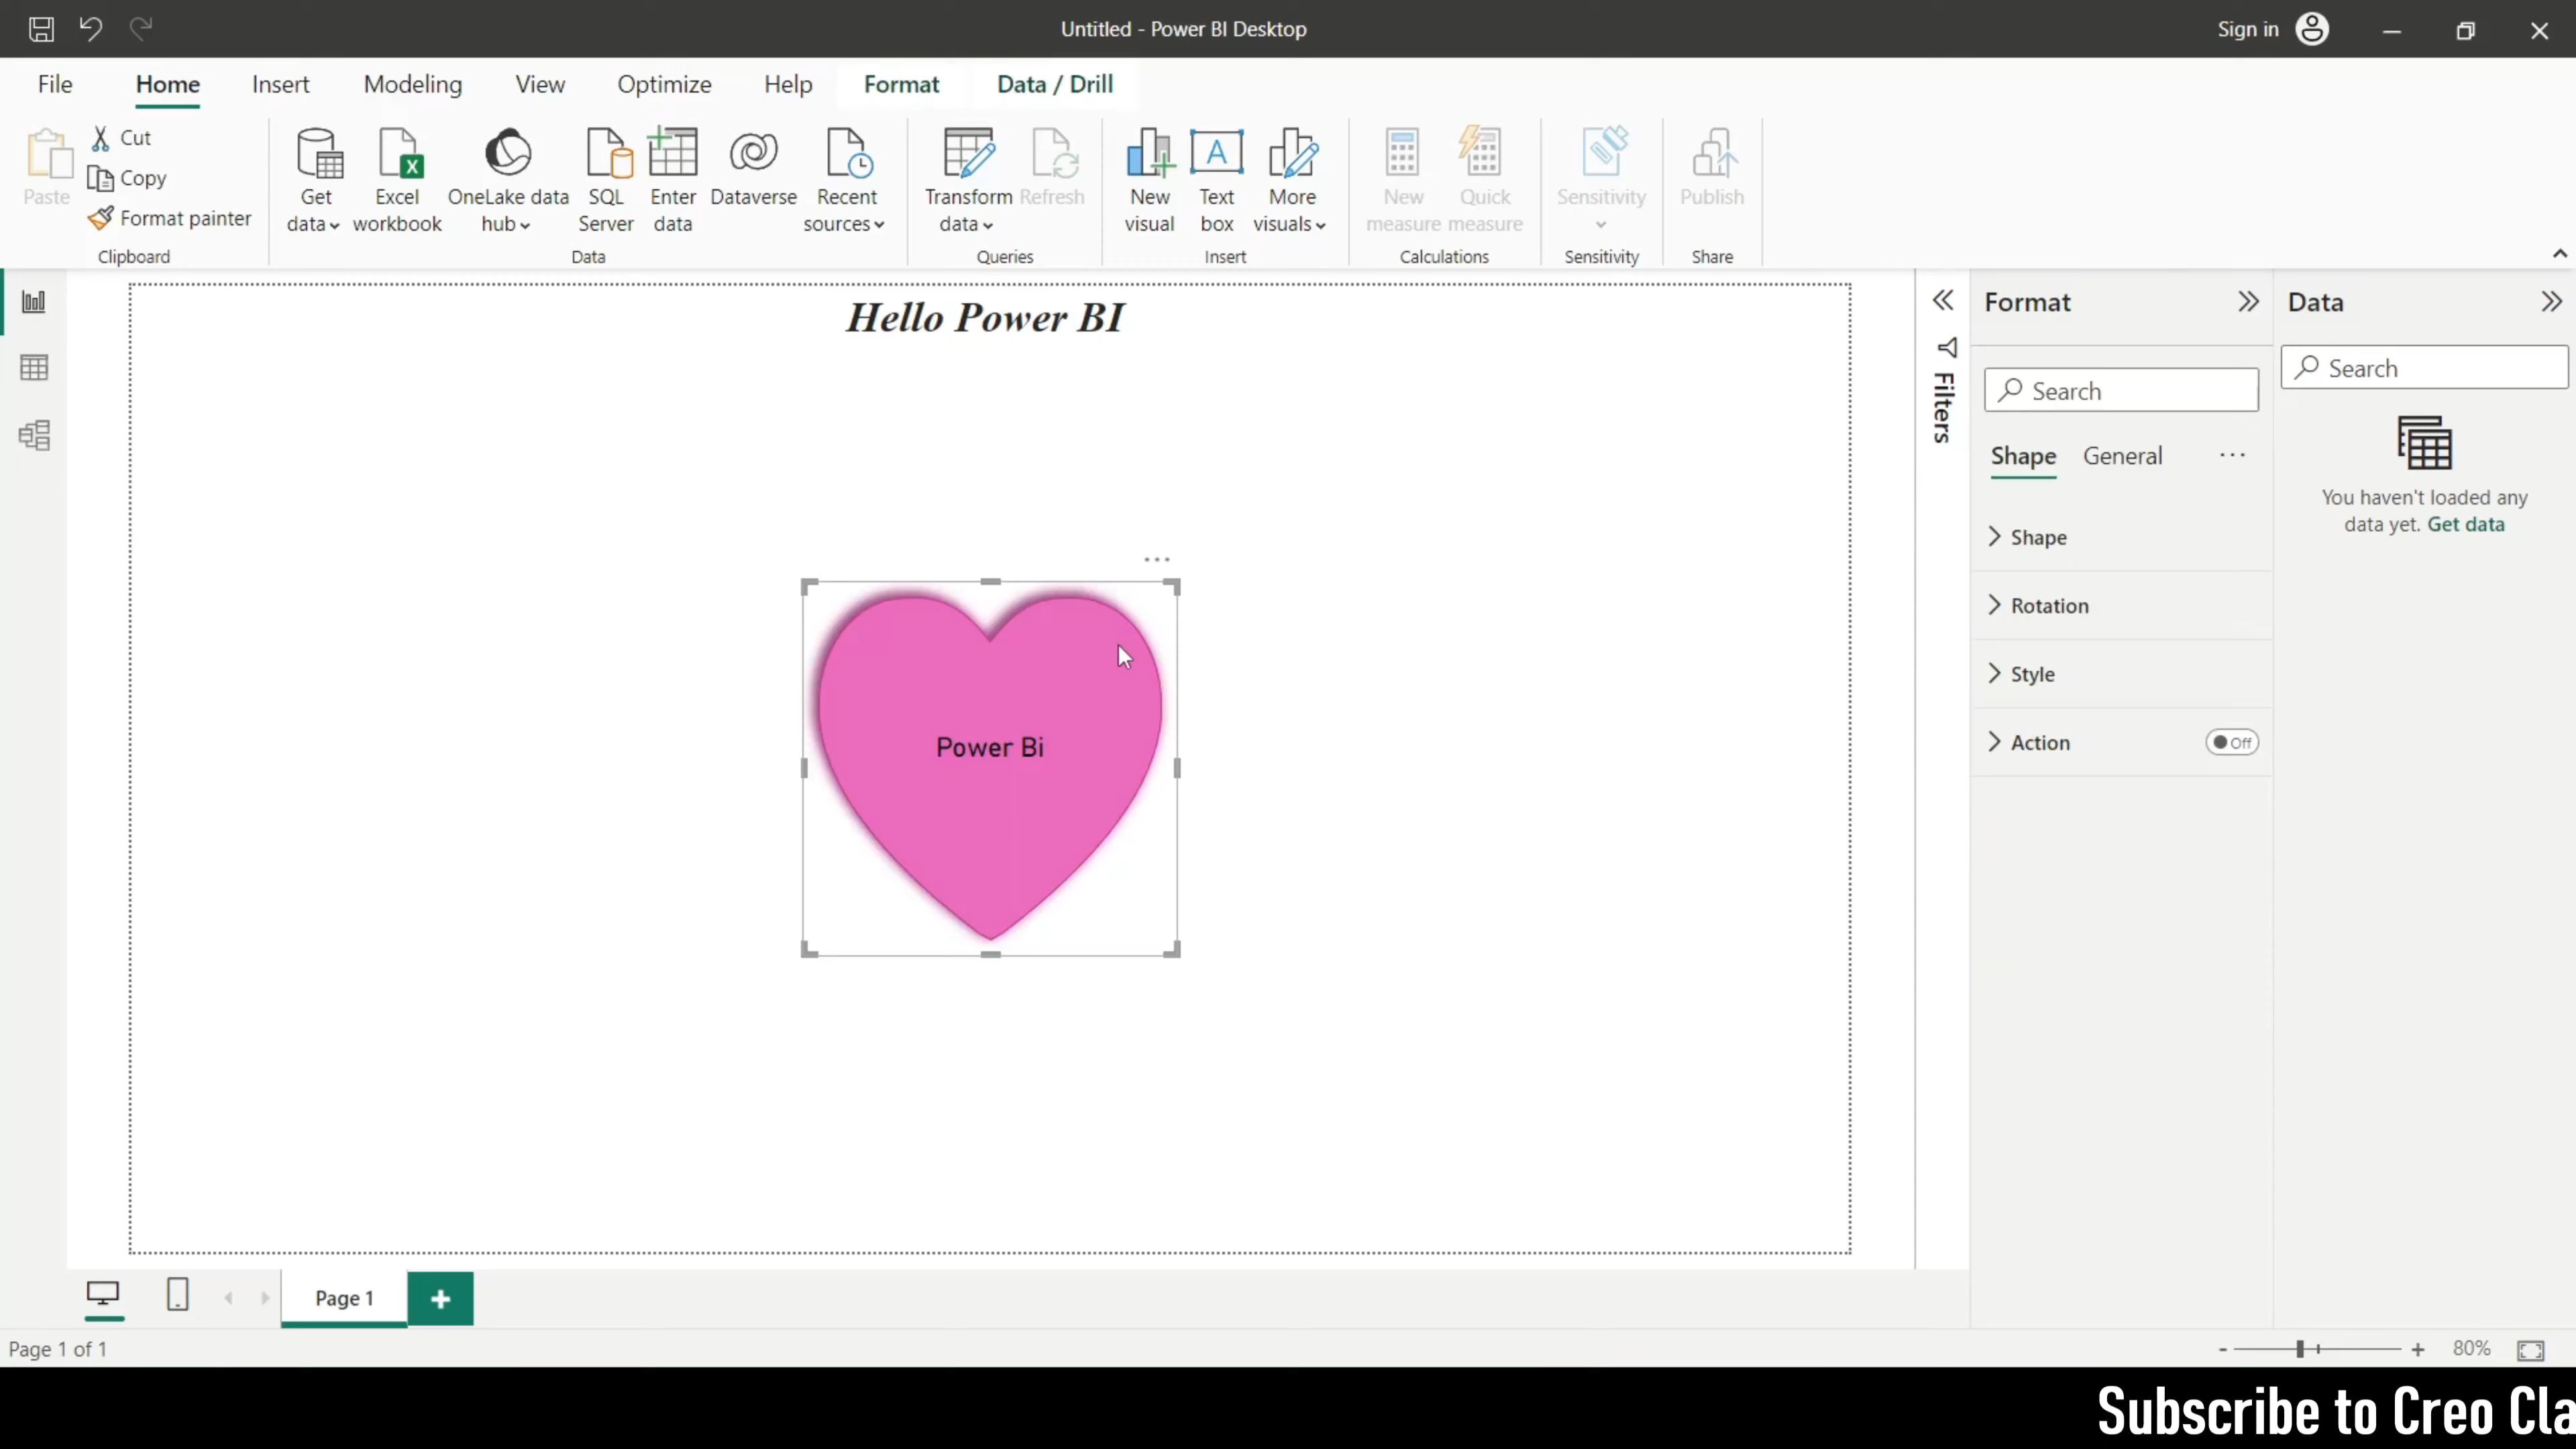 Untitled - Power BI Desktop
Sign in
File Home Insert Modeling View Optimize Help Format Data / Drill
Paste
Cut
Copy
Format painter
Clipboard
Get data
Excel workbook
OneLake data hub
SQL Server
Enter data
Dataverse
Recent sources
Data
Transform data
Refresh
Queries
New visual
Text box
More visuals
Insert
New measure
Quick measure
Calculations
Sensitivity
Sensitivity
Publish
Share
Hello Power BI
Power Bi
Filters
Format
Search
Shape General
Shape
Rotation
Style
Action Off
Data
Search
You haven't loaded any
data yet. Get data
Page 1
Page 1 of 1
- + 80%
Subscribe to Creo Cla